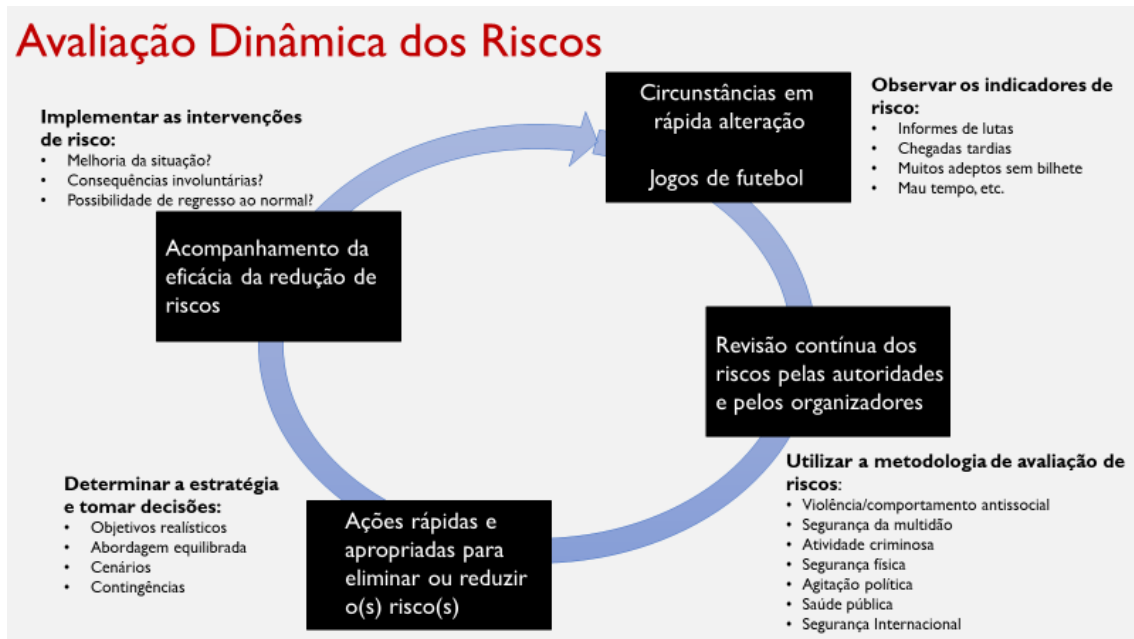 Avaliação Dinâmica dos Riscos
Circunstâncias em
rápida alteração
Jogos de futebol
Observar os indicadores de
risco:
• Informes de lutas
• Chegadas tardias
• Muitos adeptos sem bilhete
• Mau tempo, etc.
Revisão contínua dos
riscos pelas autoridades
e pelos organizadores
Utilizar a metodologia de avaliação de
riscos:
• Violência/comportamento antissocial
• Segurança da multidão
• Atividade criminosa
• Segurança física
• Agitação política
• Saúde pública
• Segurança Internacional
Ações rápidas e
apropriadas para
eliminar ou reduzir
o(s) risco(s)
Determinar a estratégia
e tomar decisões:
• Objetivos realísticos
• Abordagem equilibrada
• Cenários
• Contingências
Acompanhamento da
eficácia da redução de
riscos
Implementar as intervenções
de risco:
• Melhoria da situação?
• Consequências involuntárias?
• Possibilidade de regresso ao normal?